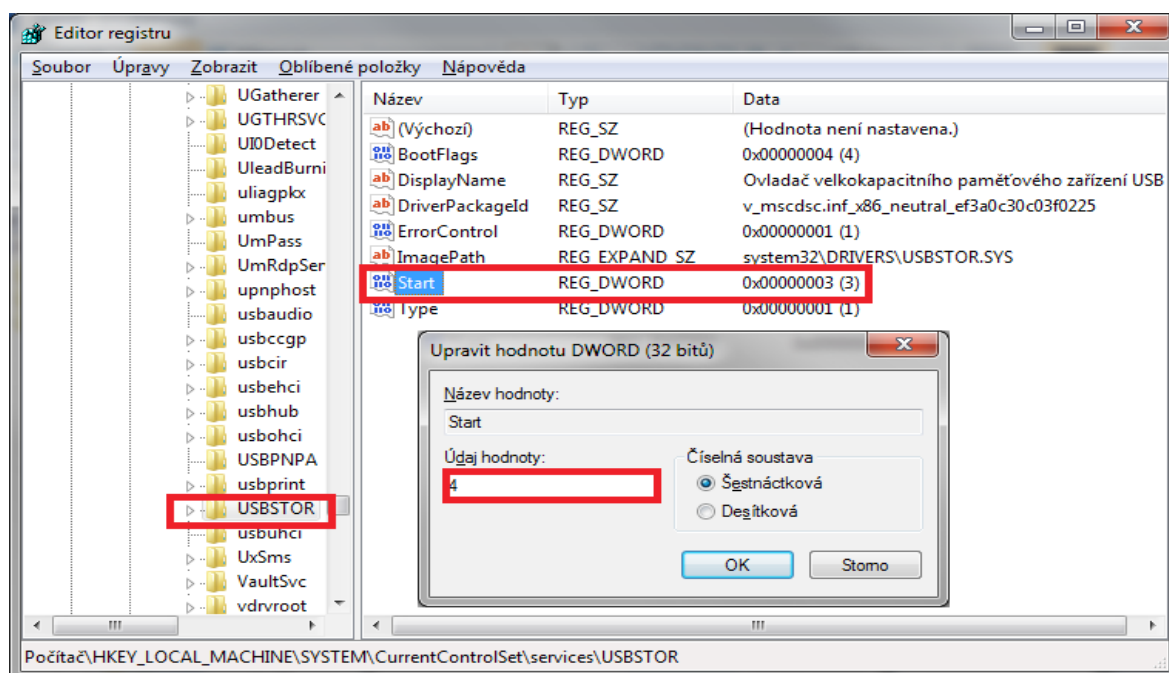 Editor registru
Soubor Úpravy Zobrazit Oblíbené položky Nápověda
UGatherer
UGTHRSVC
UI0Detect
UleadBurni
uliagpkx
umbus
UmPass
UmRdpSer
upnphost
usbaudio
usbccgp
usbcir
usbehci
usbhub
usbohci
USBPNPA
usbprint
USBSTOR
usbuhci
UxSms
VaultSvc
vdrvroot
Název Typ Data
(Výchozí) REG_SZ (Hodnota není nastavena.)
BootFlags REG_DWORD 0x00000004 (4)
DisplayName REG_SZ Ovladač velkokapacitního paměťového zařízení USB
DriverPackageId REG_SZ v_mscdsc.inf_x86_neutral_ef3a0c30c03f0225
ErrorControl REG_DWORD 0x00000001 (1)
ImagePath REG_EXPAND_SZ system32\DRIVERS\USBSTOR.SYS
Start REG_DWORD 0x00000003 (3)
Type REG_DWORD 0x00000001 (1)
Upravit hodnotu DWORD (32 bitů)
Název hodnoty:
Start
Údaj hodnoty:
4
Číselná soustava
Šestnáctková
Desítková
OK Storno
Počítač\HKEY_LOCAL_MACHINE\SYSTEM\CurrentControlSet\services\USBSTOR